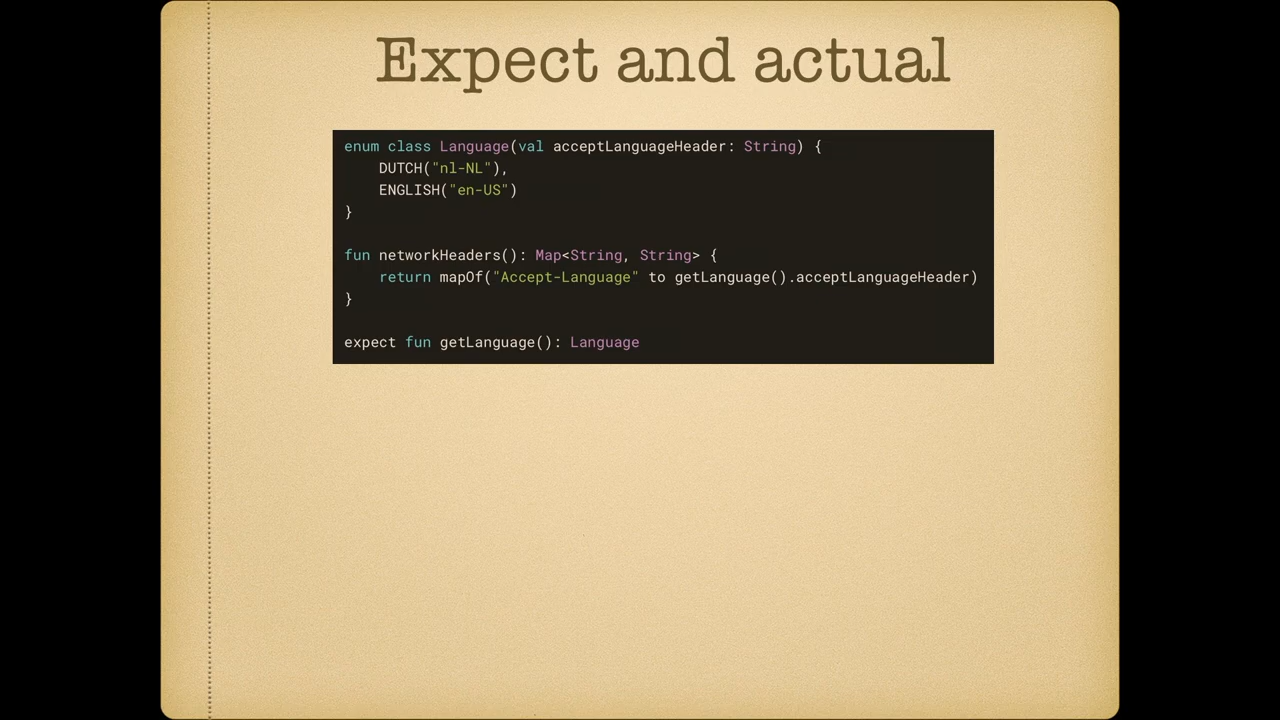 Expect and actual
enum class Language(val acceptLanguageHeader: String) {
    DUTCH("nl-NL"),
    ENGLISH("en-US")
}
fun networkHeaders(): Map<String, String> {
    return mapOf("Accept-Language" to getLanguage().acceptLanguageHeader)
}
expect fun getLanguage(): Language